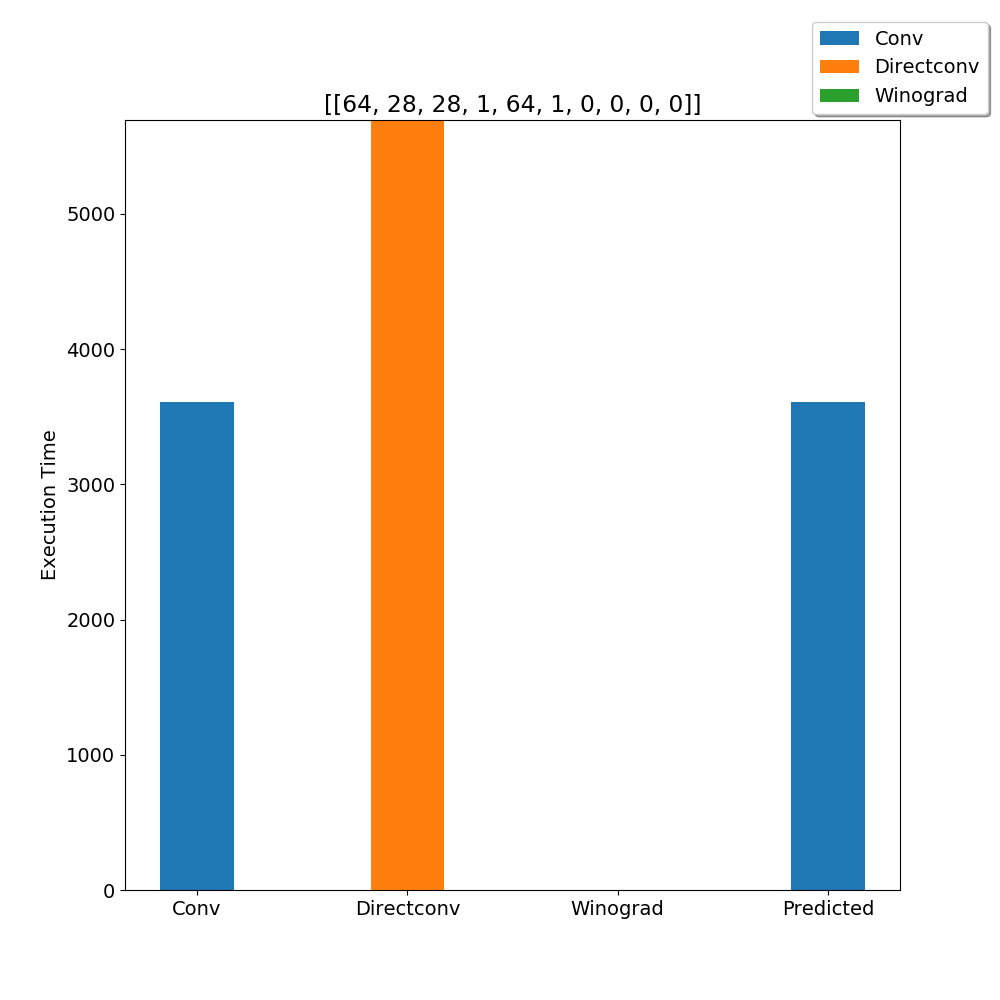 Conv
Directconv
Winograd
[[64, 28, 28, 1, 64, 1, 0, 0, 0, 0]]
Execution Time
5000
4000
3000
2000
1000
0
Conv Directconv Winograd Predicted